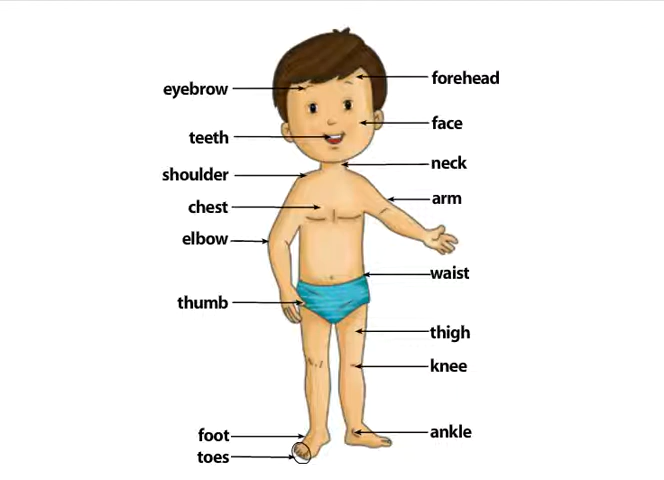 forehead
eyebrow
face
teeth
neck
shoulder
arm
chest
elbow
waist
thumb
thigh
knee
ankle
foot
toes